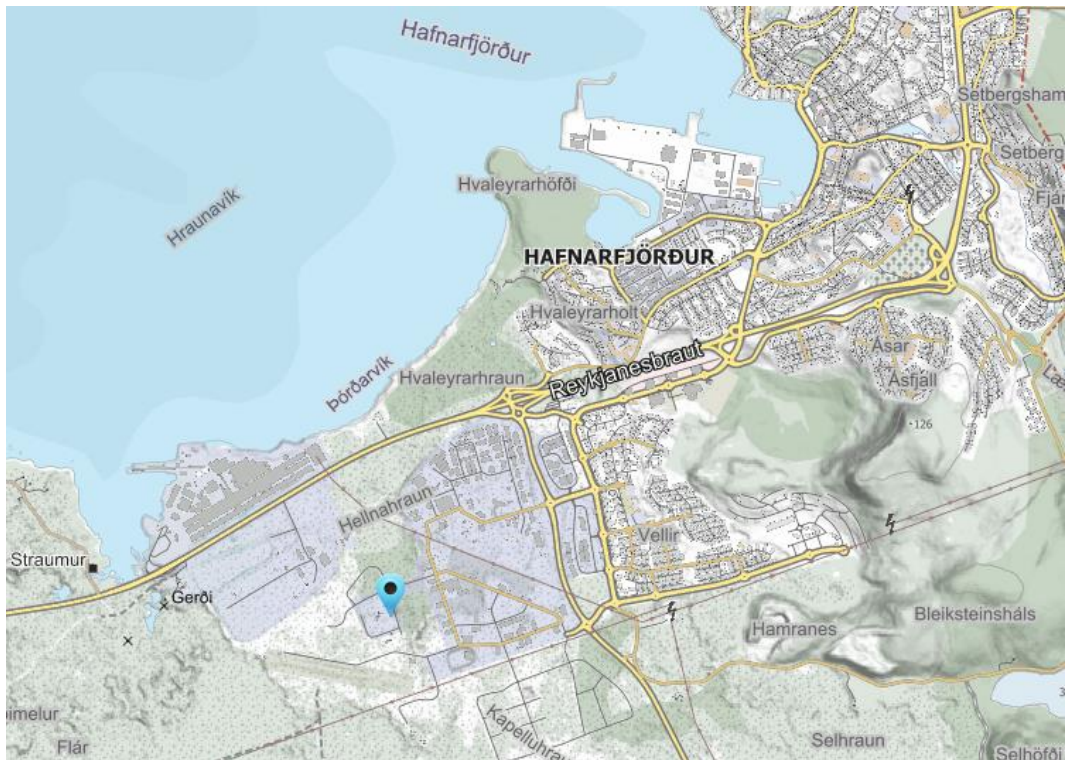 Hafnarfjörður
Setbergsham
Setberg
Hvaleyrarhöfði
Fjár
Hraunavík
HAFNARFJÖRÐUR
Hvaleyrarholt
Reykjanesbraut
Ásar
Þórðarvík
Hvaleyrarhraun
Ásfjall
126
Hellnahraun
Vellir
Straumur
Gerði
Bleiksteinsháls
Hamranes
Kapelluhrau
Flár
Selhraun
Selhöfði